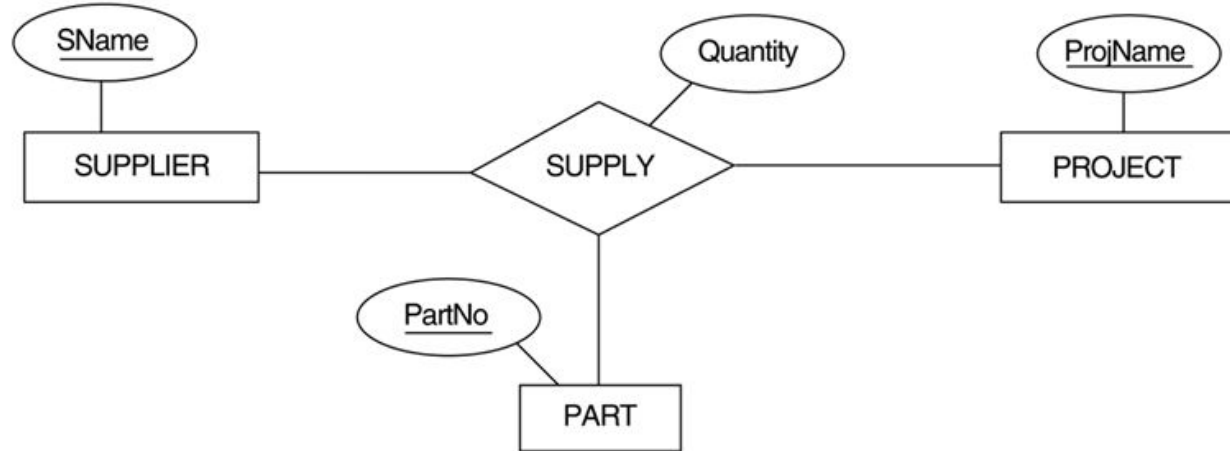 SName
Quantity
ProjName
SUPPLIER
SUPPLY
PROJECT
PartNo
PART